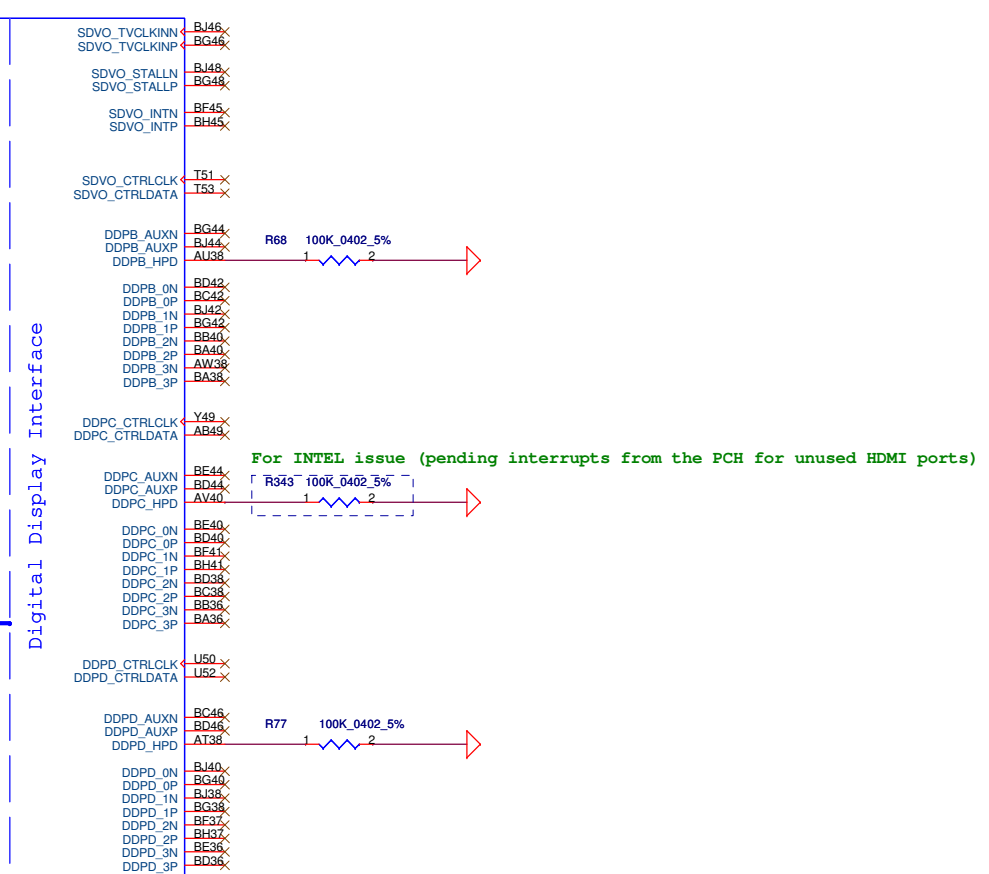 SDVO_TVCLKINN BJ46
SDVO_TVCLKINP BG46
SDVO_STALLN BJ48
SDVO_STALLP BG48
SDVO_INTN BF45
SDVO_INTP BH45
SDVO_CTRLCLK T51
SDVO_CTRLDATA T53
DDPB_AUXN BG44
DDPB_AUXP BJ44
R68 100K_0402_5%
DDPB_HPD AU38 1 2
DDPB_0N BD42
DDPB_0P BC42
DDPB_1N BJ42
DDPB_1P BG42
DDPB_2N BB40
DDPB_2P BA40
DDPB_3N AW38
DDPB_3P BA38
Digital Display Interface
DDPC_CTRLCLK Y49
DDPC_CTRLDATA AB49
For INTEL issue (pending interrupts from the PCH for unused HDMI ports)
DDPC_AUXN BE44
DDPC_AUXP BD44
R343 100K_0402_5%
DDPC_HPD AV40 1 2
DDPC_0N BE40
DDPC_0P BD40
DDPC_1N BF41
DDPC_1P BH41
DDPC_2N BD38
DDPC_2P BC38
DDPC_3N BB36
DDPC_3P BA36
DDPD_CTRLCLK U50
DDPD_CTRLDATA U52
DDPD_AUXN BC46
DDPD_AUXP BD46
R77 100K_0402_5%
DDPD_HPD AT38 1 2
DDPD_0N BJ40
DDPD_0P BG40
DDPD_1N BJ38
DDPD_1P BG38
DDPD_2N BF37
DDPD_2P BH37
DDPD_3N BE36
DDPD_3P BD36